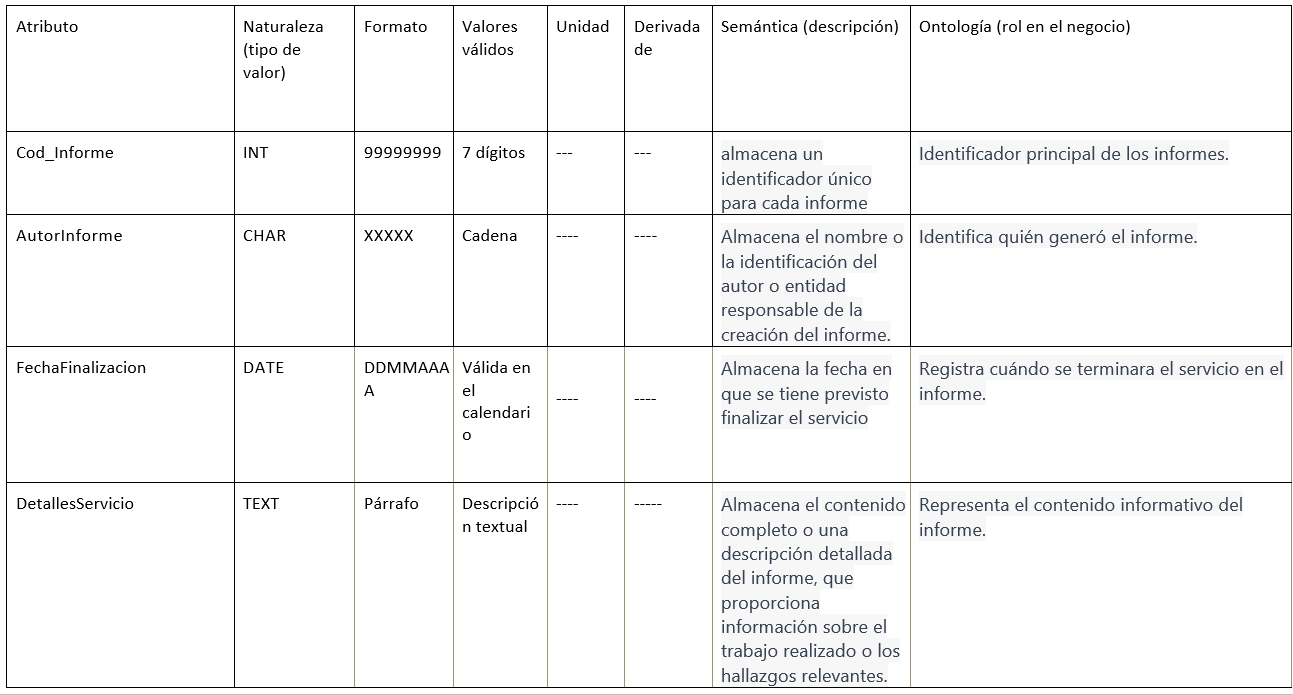 Atributo
Naturaleza
(tipo de
valor)
Formato
Valores
válidos
Unidad
Derivada
de
Semántica (descripción)
Ontología (rol en el negocio)
Cod_Informe
INT
99999999
7 dígitos
---
---
almacena un
identificador único
para cada informe
Identificador principal de los informes.
AutorInforme
CHAR
XXXXX
Cadena
----
----
Almacena el nombre o
la identificación del
autor o entidad
responsable de la
creación del informe.
Identifica quién generó el informe.
FechaFinalizacion
DATE
DDMMAAA
A
Válida en
el
calendari
o
----
----
Almacena la fecha en
que se tiene previsto
finalizar el servicio
Registra cuándo se terminara el servicio en el
informe.
DetallesServicio
TEXT
Párrafo
Descripció
n textual
----
-----
Almacena el contenido
completo o una
descripción detallada
del informe, que
proporciona
información sobre el
trabajo realizado o los
hallazgos relevantes.
Representa el contenido informativo del
informe.